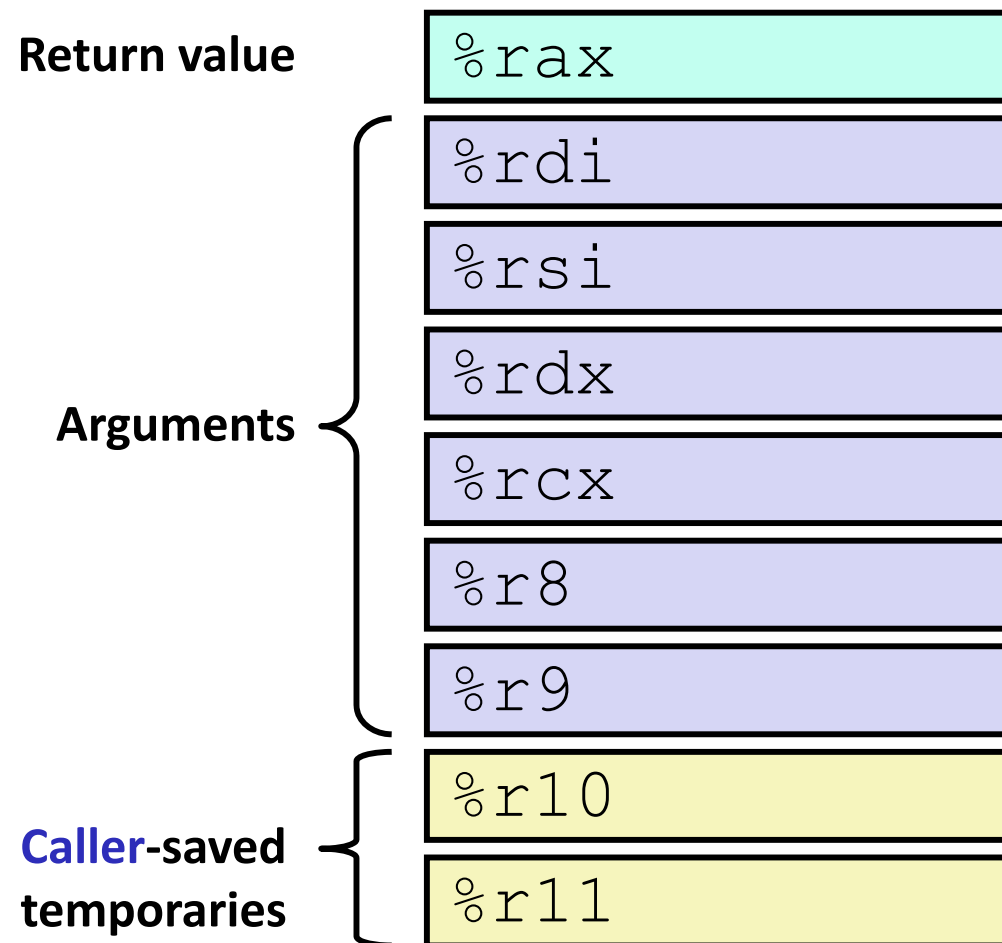 Return value
%rax
%rdi
%rsi
%rdx
Arguments
%rcx
%r8
%r9
%r10
Caller-saved
temporaries
%r11